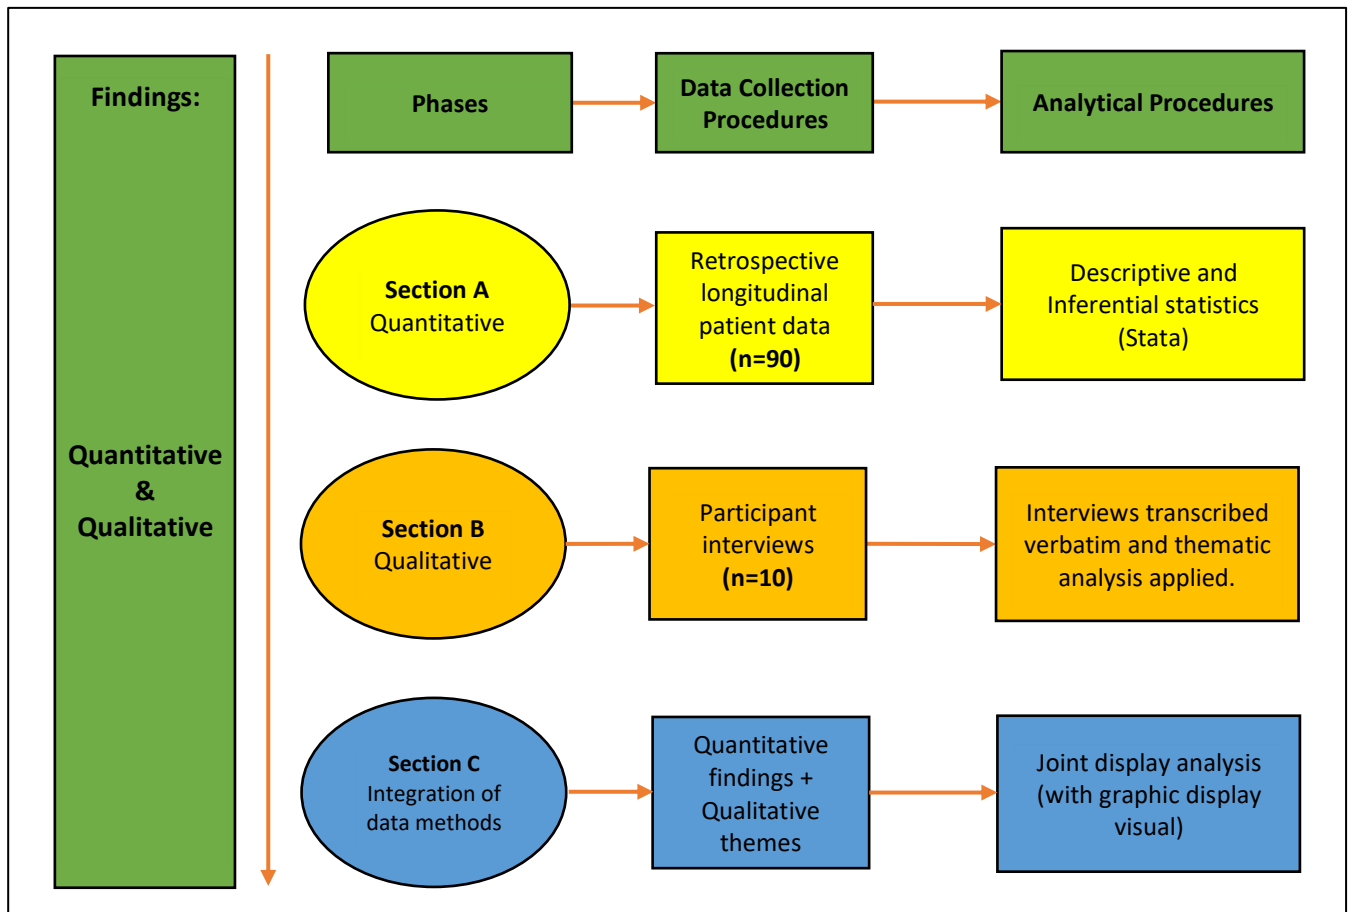 Findings:
Quantitative
&
Qualitative
Phases
Data Collection
Procedures
Analytical Procedures
Section A
Quantitative
Retrospective
longitudinal
patient data
(n=90)
Descriptive and
Inferential statistics
(Stata)
Section B
Qualitative
Participant
interviews
(n=10)
Interviews transcribed
verbatim and thematic
analysis applied.
Section C
Integration of
data methods
Quantitative
findings +
Qualitative
themes
Joint display analysis
(with graphic display
visual)